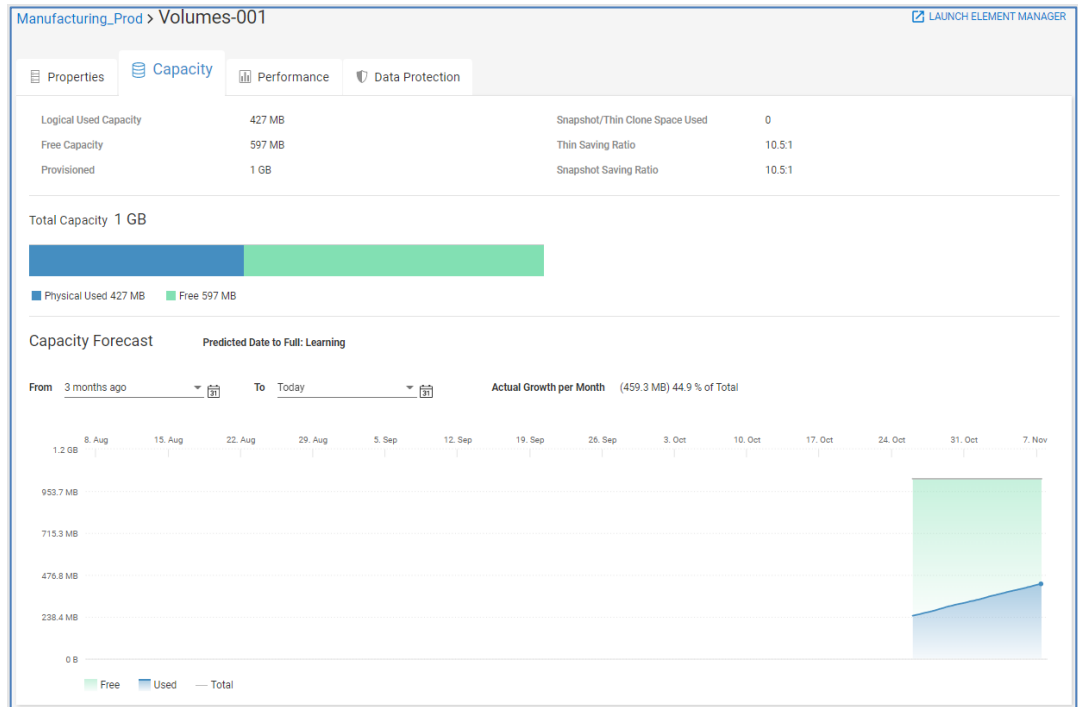 Manufacturing_Prod > Volumes-001
LAUNCH ELEMENT MANAGER
Properties
Capacity
Performance
Data Protection
Logical Used Capacity 427 MB
Snapshot/Thin Clone Space Used 0
Free Capacity 597 MB
Thin Saving Ratio 10.5:1
Provisioned 1 GB
Snapshot Saving Ratio 10.5:1
Total Capacity 1 GB
Physical Used 427 MB
Free 597 MB
Capacity Forecast
Predicted Date to Full: Learning
From 3 months ago 31
To Today 31
Actual Growth per Month (459.3 MB) 44.9 % of Total
8. Aug 15. Aug 22. Aug 29. Aug 5. Sep 12. Sep 19. Sep 26. Sep 3. Oct 10. Oct 17. Oct 24. Oct 31. Oct 7. Nov
1.2 GB
953.7 MB
715.3 MB
476.8 MB
238.4 MB
0 B
Free Used Total